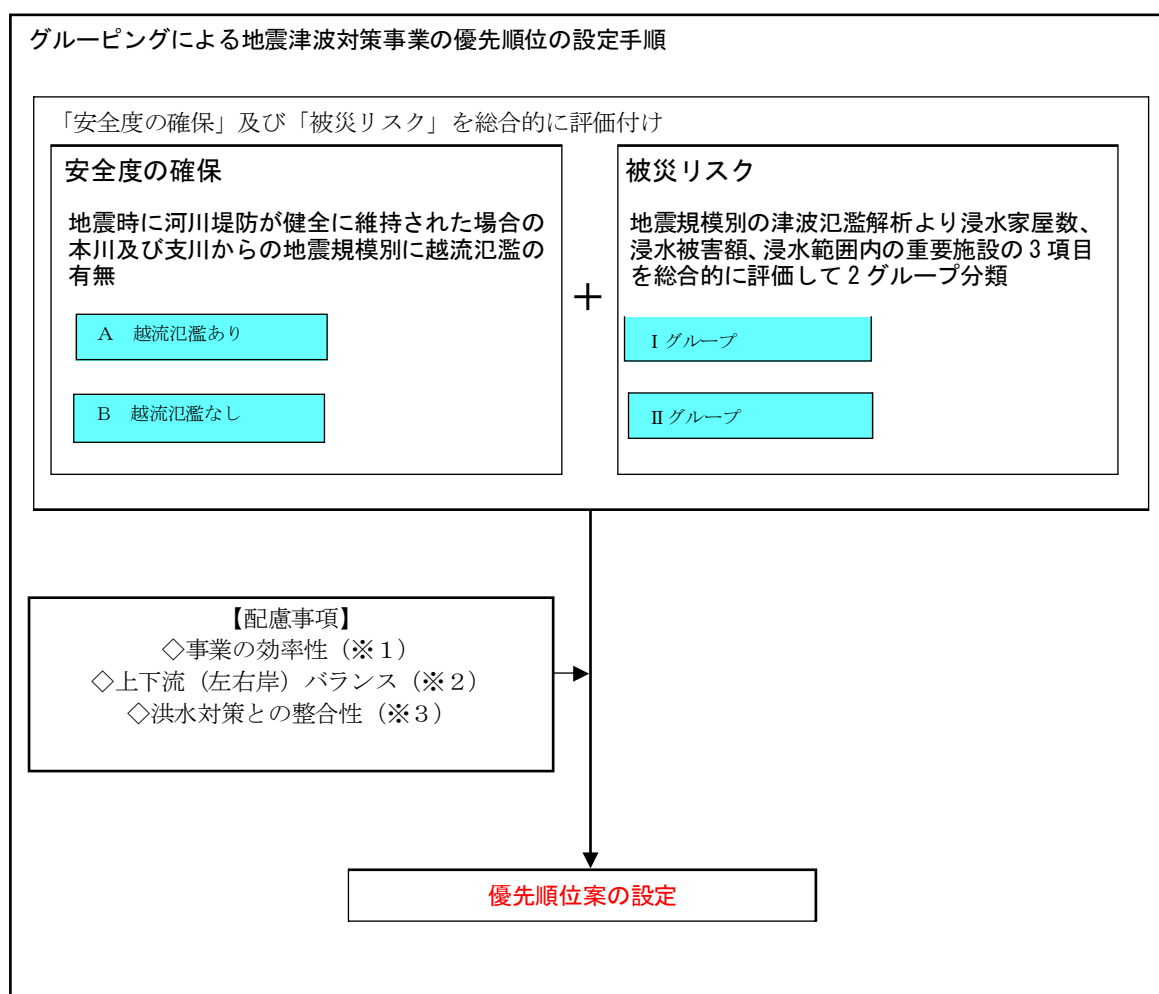 グルーピングによる地震津波対策事業の優先順位の設定手順
「安全度の確保」及び「被災リスク」を総合的に評価付け
安全度の確保
地震時に河川堤防が健全に維持された場合の
本川及び支川からの地震規模別に越流氾濫の
有無
A 越流氾濫あり
B 越流氾濫なし
＋
被災リスク
地震規模別の津波氾濫解析より浸水家屋数、
浸水被害額、浸水範囲内の重要施設の3項目
を総合的に評価して2グループ分類
Ⅰグループ
Ⅱグループ
【配慮事項】
◇事業の効率性（※１）
◇上下流（左右岸）バランス（※２）
◇洪水対策との整合性（※３）
優先順位案の設定